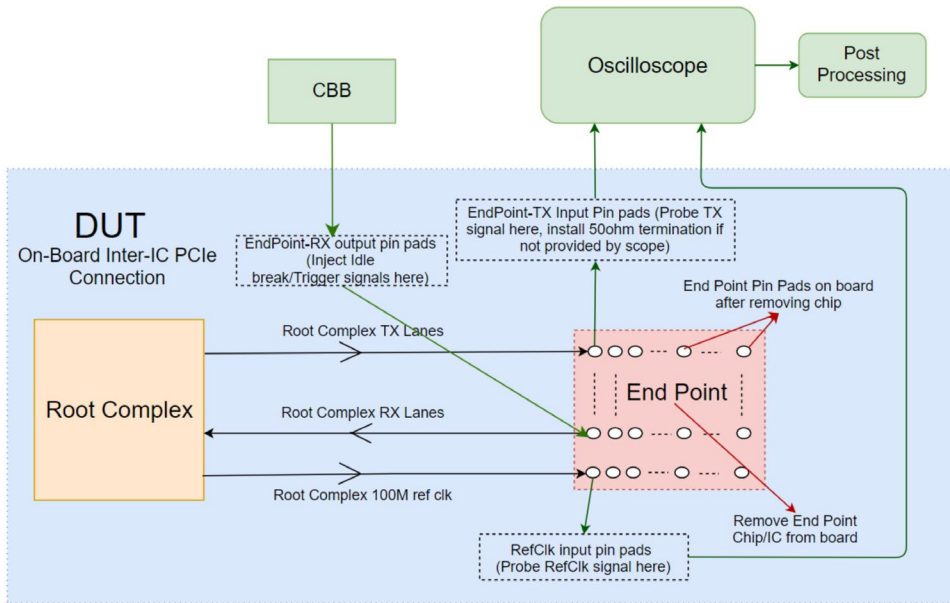 Oscilloscope
Post
Processing
CBB
DUT
On-Board Inter-IC PCIe
Connection
EndPoint-RX output pin pads
(Inject Idle
break/Trigger signals here)
EndPoint-TX Input Pin pads (Probe TX
signal here, install 50ohm termination if
not provided by scope)
End Point Pin Pads on board
after removing chip
Root Complex
Root Complex TX Lanes
Root Complex RX Lanes
Root Complex 100M ref clk
End Point
Remove End Point
Chip/IC from board
RefClk input pin pads
(Probe RefClk signal here)